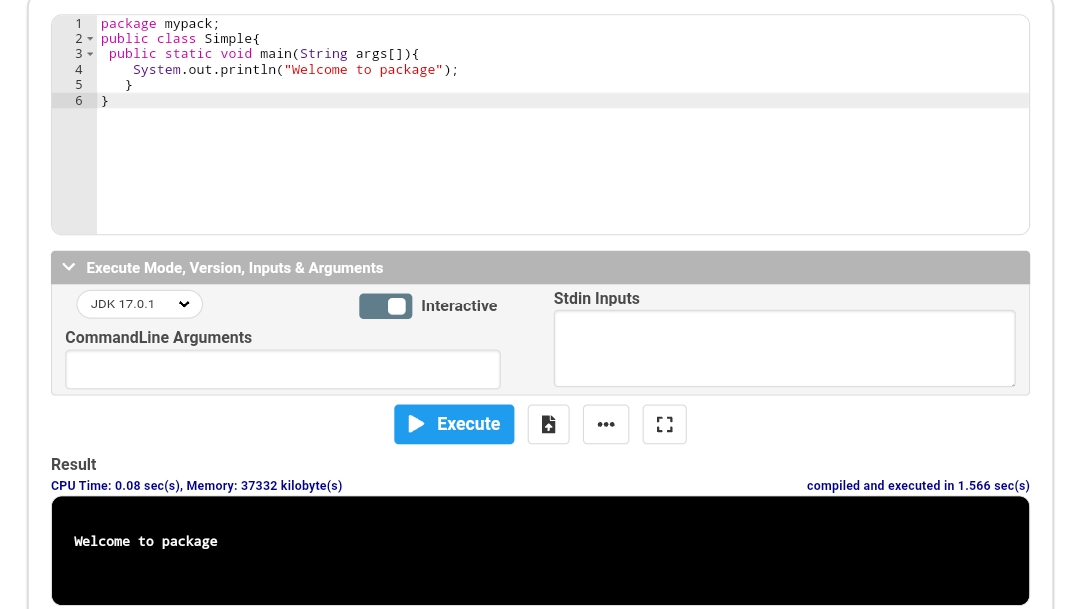 1 package mypack;
2 public class Simple{
3  public static void main(String args[]){
4     System.out.println("Welcome to package");
5    }
6 }
Execute Mode, Version, Inputs & Arguments
JDK 17.0.1
Interactive
Stdin Inputs
CommandLine Arguments
Execute
Result
CPU Time: 0.08 sec(s), Memory: 37332 kilobyte(s)
compiled and executed in 1.566 sec(s)
Welcome to package